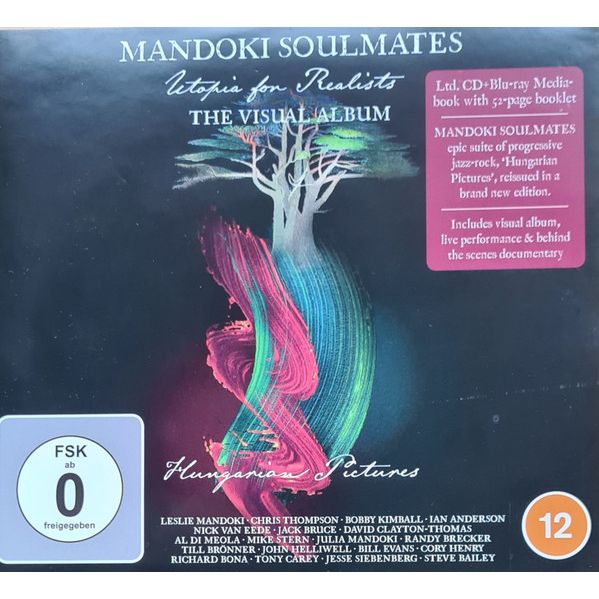 MANDOKI SOULMATES
Utopia for Realists
THE VISUAL ALBUM
Ltd. CD+Blu-ray Media-
book with 52-page booklet
MANDOKI SOULMATES
epic suite of progressive
jazz-rock, ‘Hungarian
Pictures’, reissued in a
brand new edition.
Includes visual album,
live performance & behind
the scenes documentary
Hungarian Pictures
FSK
ab
0
freigegeben
LESLIE MANDOKI · CHRIS THOMPSON · BOBBY KIMBALL · IAN ANDERSON
NICK VAN EEDE · JACK BRUCE · DAVID CLAYTON-THOMAS
AL DI MEOLA · MIKE STERN · JULIA MANDOKI · RANDY BRECKER
TILL BRÖNNER · JOHN HELLIWELL · BILL EVANS · CORY HENRY
RICHARD BONA · TONY CAREY · JESSE SIEBENBERG · STEVE BAILEY
12